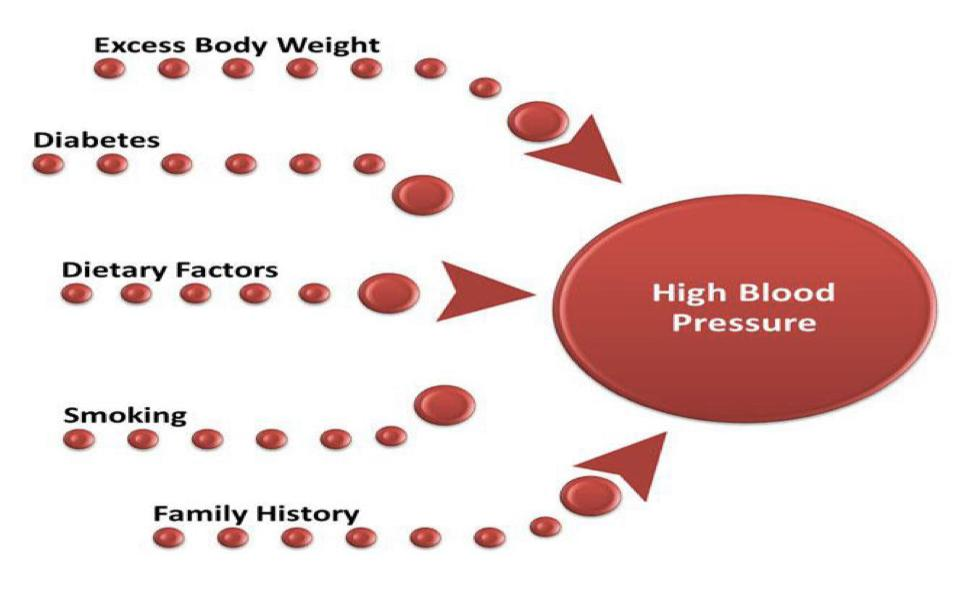 Excess Body Weight
Diabetes
Dietary Factors
High Blood
Pressure
Smoking
Family History